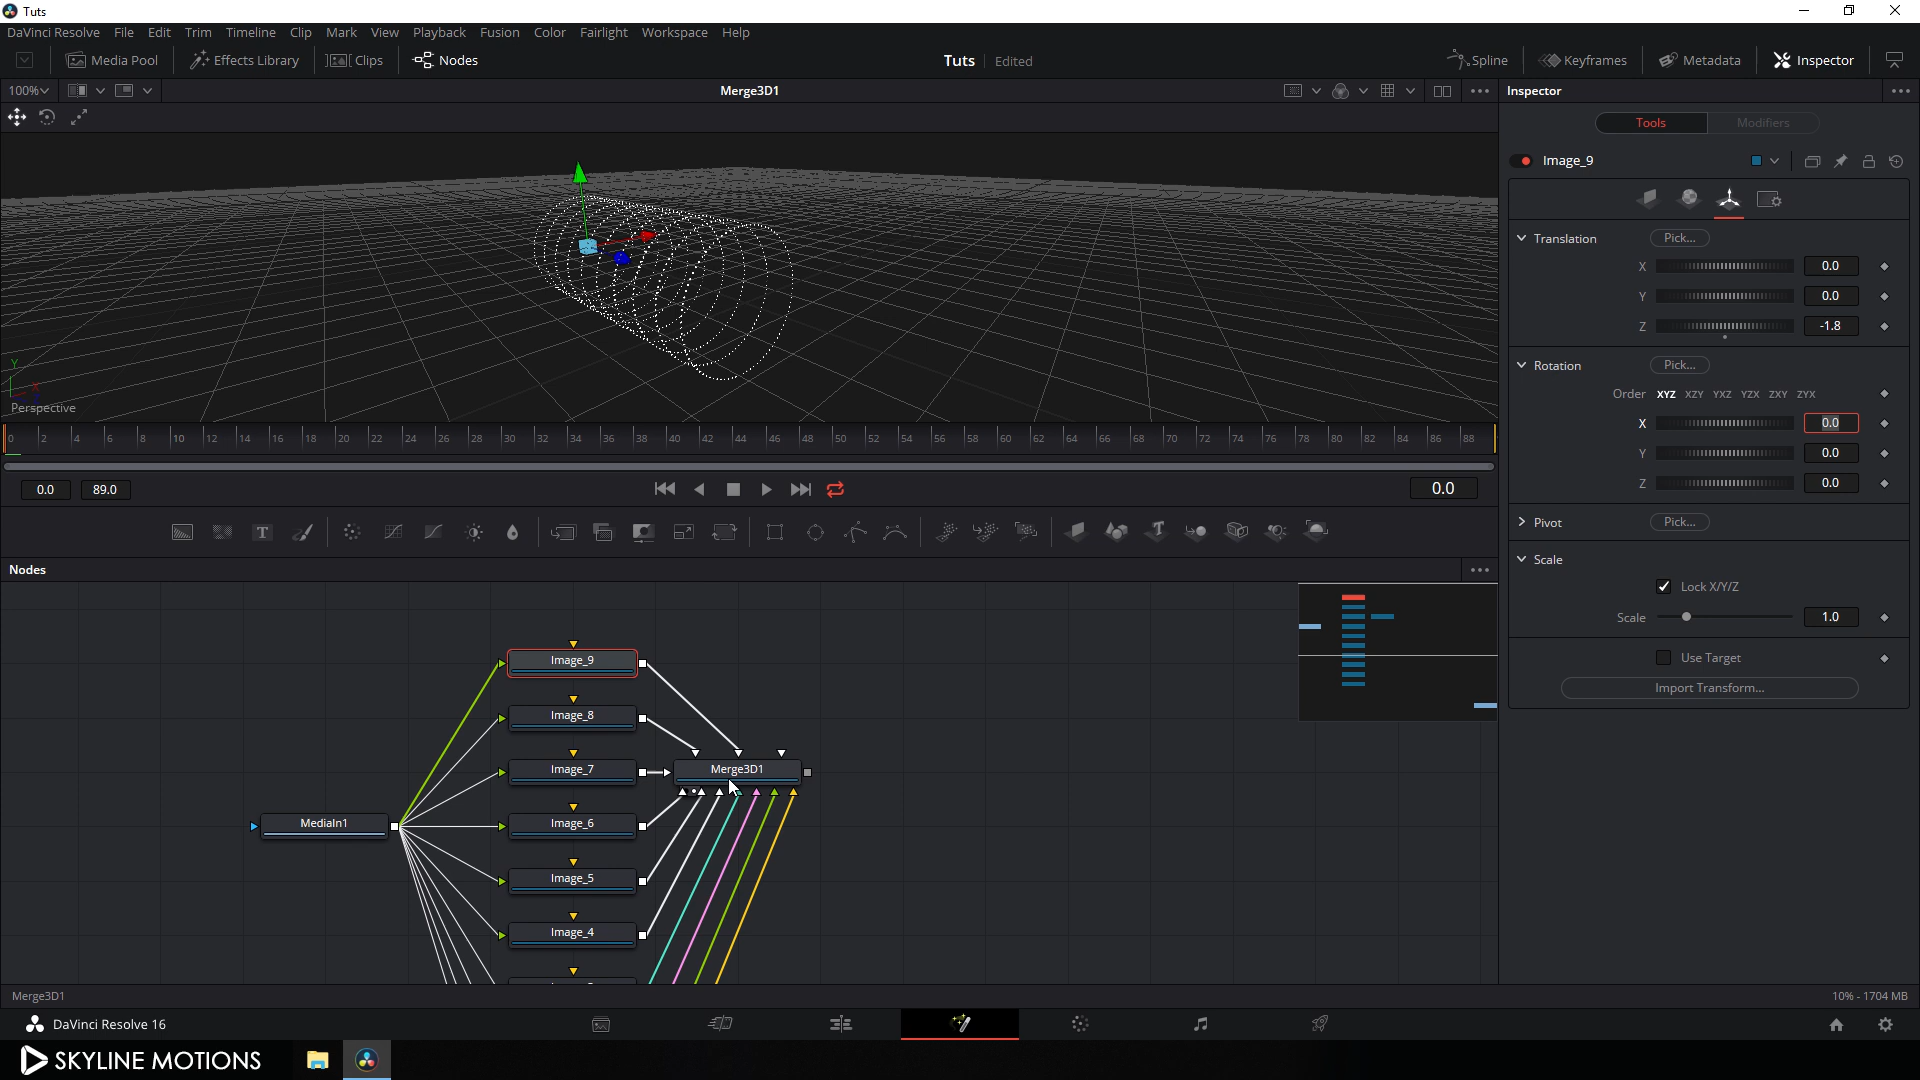 Tuts
DaVinci Resolve File Edit Trim Timeline Clip Mark View Playback Fusion Color Fairlight Workspace Help
Media Pool Effects Library Clips Nodes Tuts Edited Spline Keyframes Metadata Inspector
100% Merge3D1 Inspector
Tools Modifiers
Image_9
Translation Pick...
X 0.0
Y 0.0
Z -1.8
Rotation Pick...
Order XYZ XZY YXZ YZX ZXY ZYX
X 0.0
Y 0.0
Z 0.0
Pivot Pick...
Scale
Lock X/Y/Z
Scale 1.0
Use Target
Import Transform...
Y
X
Perspective
0 2 4 6 8 10 12 14 16 18 20 22 24 26 28 30 32 34 36 38 40 42 44 46 48 50 52 54 56 58 60 62 64 66 68 70 72 74 76 78 80 82 84 86 88
0.0 89.0 0.0
T T
Nodes
Image_9
Image_8
Image_7 Merge3D1
MediaIn1 Image_6
Image_5
Image_4
Merge3D1 10% - 1704 MB
DaVinci Resolve 16
SKYLINE MOTIONS